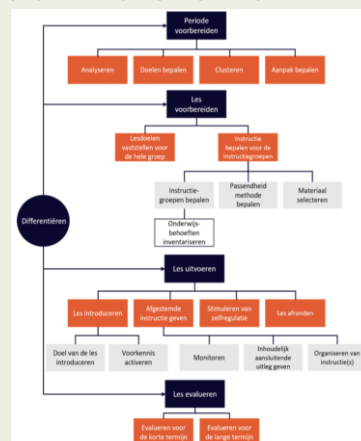 Periode
voorbereiden
Analyseren
Doelen bepalen
Clusteren
Aanpak bepalen
Les
voorbereiden
Lesdoelen
vaststellen voor
de hele groep
Instructie
bepalen voor de
instructiegroepen
Instructie-
groepen bepalen
Passendheid
methode
bepalen
Materiaal
selecteren
Onderwijs-
behoeften
inventariseren
Differentiëren
Les uitvoeren
Les introduceren
Afgestemde
instructie geven
Stimuleren van
zelfregulatie
Les afronden
Doel van de les
introduceren
Voorkennis
activeren
Monitoren
Inhoudelijk
aansluitende
uitleg geven
Organiseren van
instructie(s)
Les evalueren
Evalueren voor
de korte termijn
Evalueren voor
de lange termijn